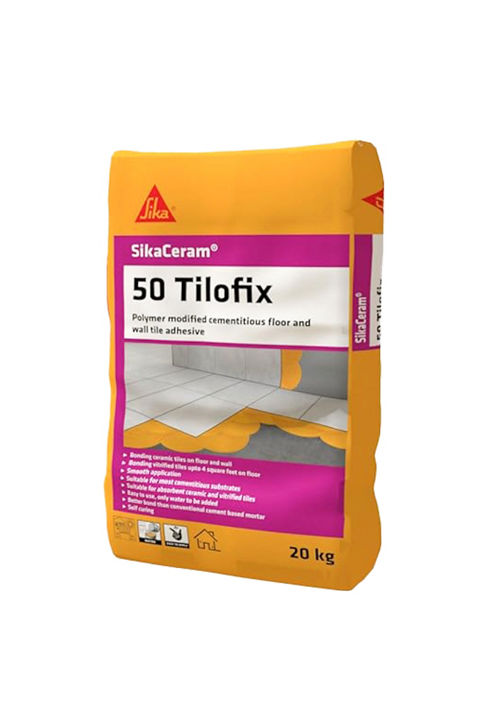 Sika
SikaCeram®
50 Tilofix
Polymer modified cementitious floor and
wall tile adhesive
Bonding ceramic tiles on floor and wall
Bonding vitrified tiles upto 4 square feet on floor
Smooth application
Suitable for most cementitious substrates
Suitable for absorbent ceramic and vitrified tiles
Easy to use, only water to be added
Better bond than conventional cement based mortar
Self curing
20 kg
SikaCeram®
50 Tilofix